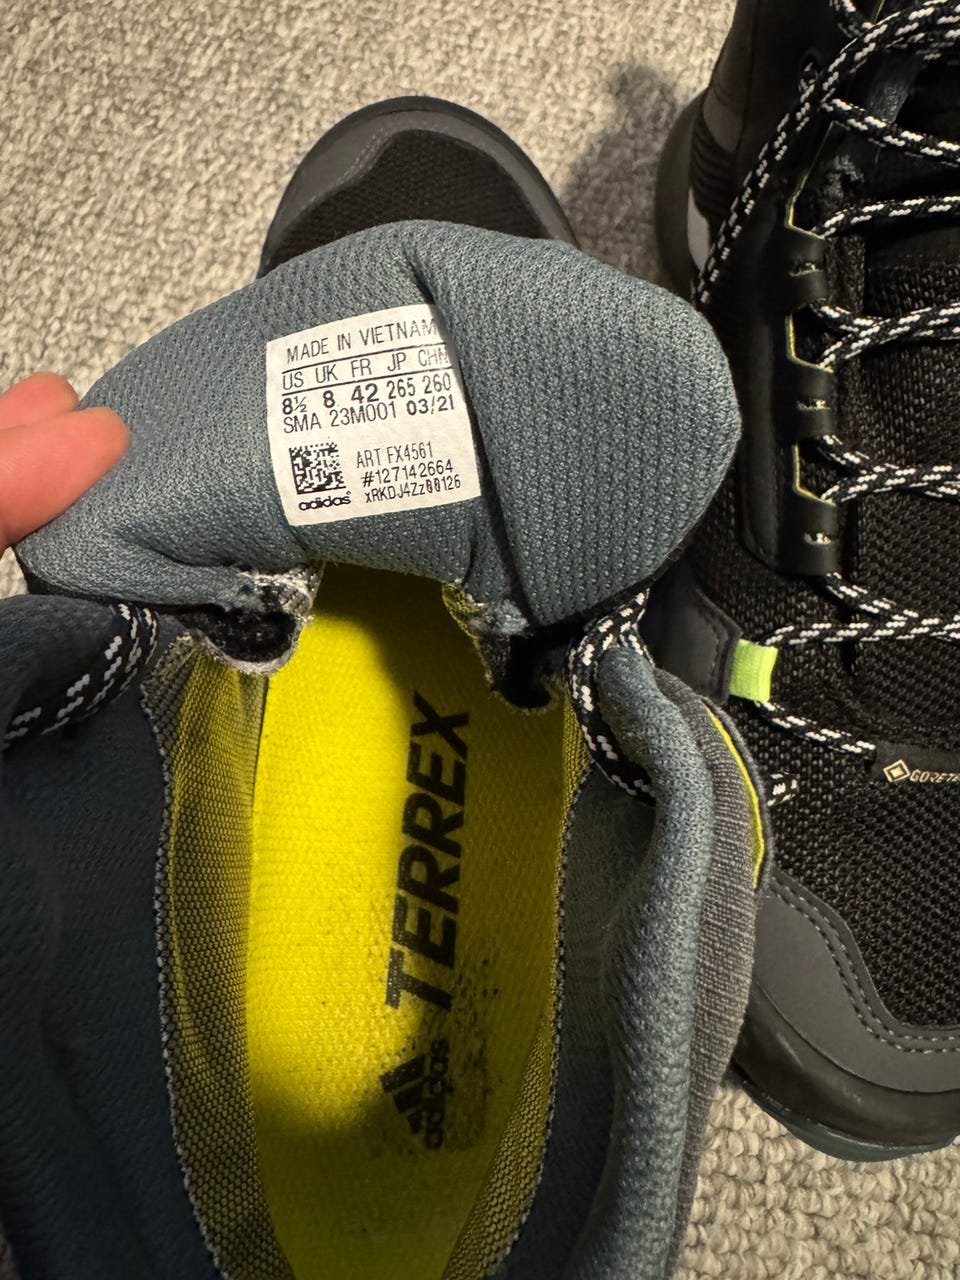 MADE IN VIETNAM
US UK FR JP CHN
8½ 8 42 265 260
SMA 23M001 03/21
ART FX4561
#127142664
xRKDJ4Zz00126
adidas
GORE-TEX
TERREX
adidas